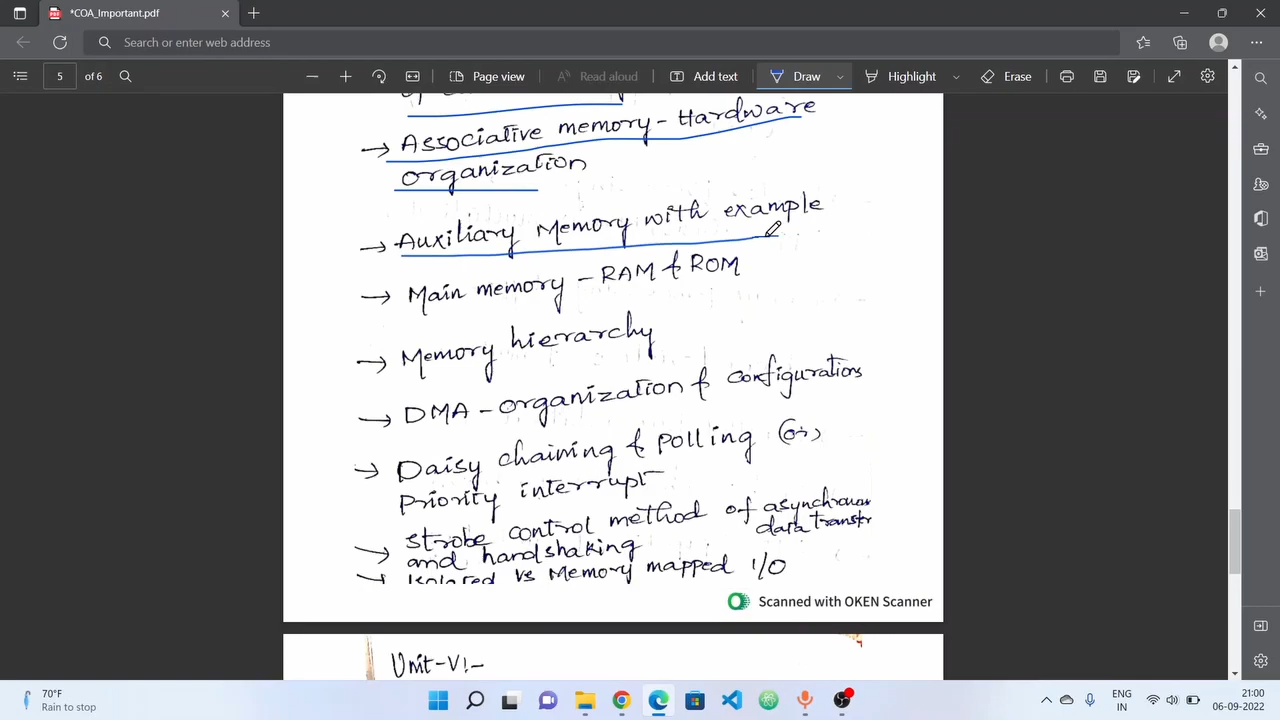 *COA_Important.pdf
Search or enter web address
5 of 6
Page view
Read aloud
Add text
Draw
Highlight
Erase
→ Associative memory - Hardware
organization
→ Auxiliary Memory with example
→ Main memory - RAM & ROM
→ Memory hierarchy
→ DMA - organization & configurations
→ Daisy chaining & polling (or)
Priority interrupt
→ strobe control method of asynchronous
data transfer
and handshaking
→ Isolated vs Memory mapped I/O
Scanned with OKEN Scanner
Unit-V:-
70°F
Rain to stop
ENG
IN
21:00
06-09-2022